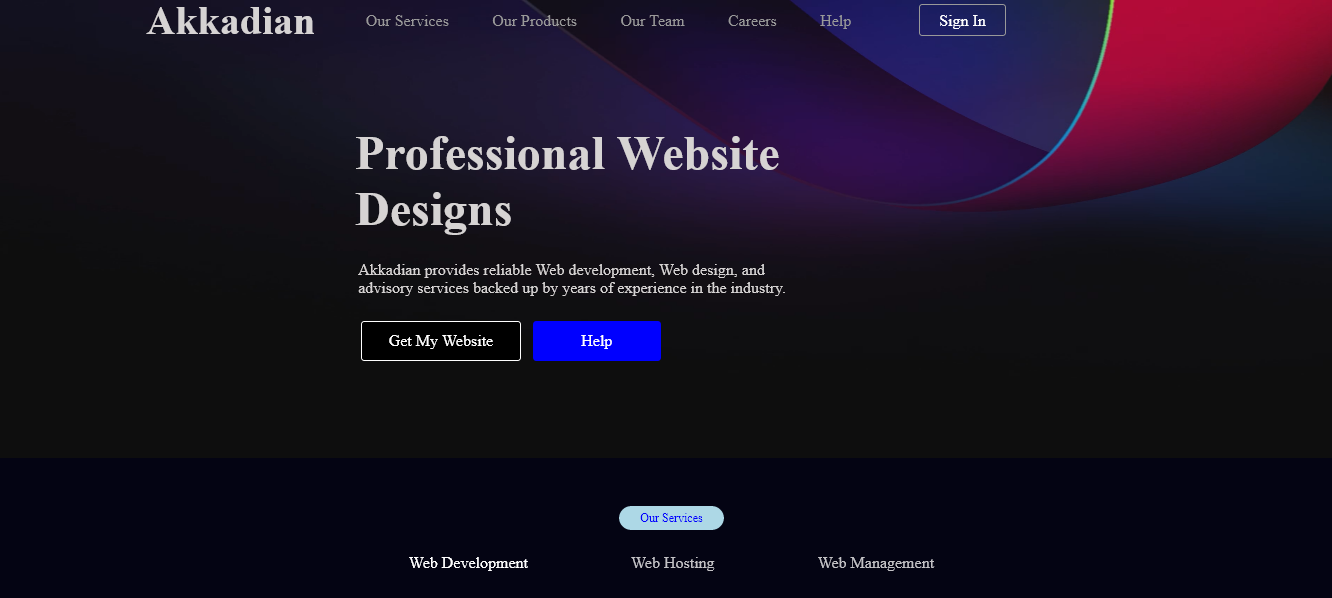 Akkadian Our Services Our Products Our Team Careers Help Sign In
Professional Website
Designs
Akkadian provides reliable Web development, Web design, and
advisory services backed up by years of experience in the industry.
Get My Website Help
Our Services
Web Development Web Hosting Web Management